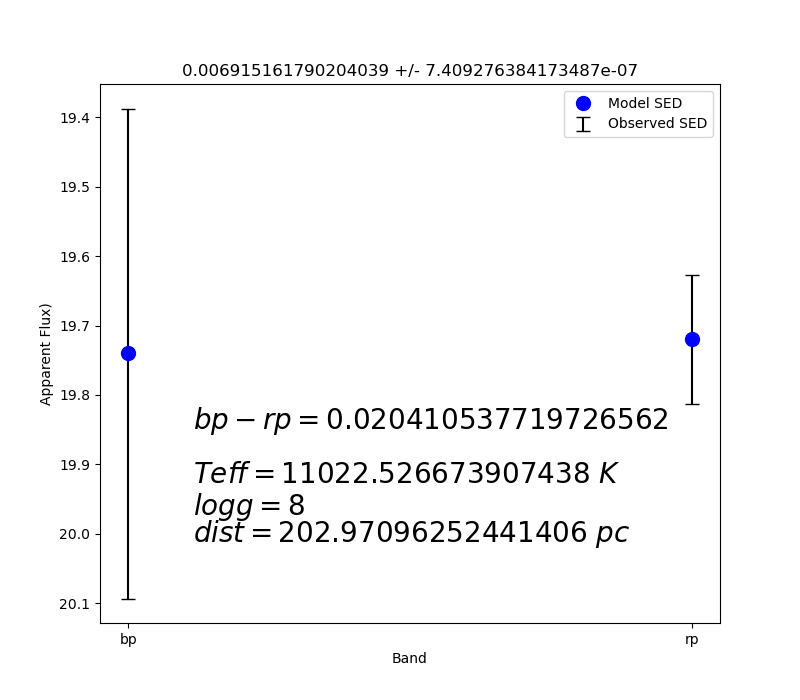 0.006915161790204039 +/- 7.409276384173487e-07
Model SED
Observed SED
19.4
19.5
19.6
19.7
19.8
19.9
20.0
20.1
Apparent Flux)
bp − rp = 0.020410537719726562
Teff = 11022.526673907438 K
logg = 8
dist = 202.97096252441406 pc
bp
rp
Band